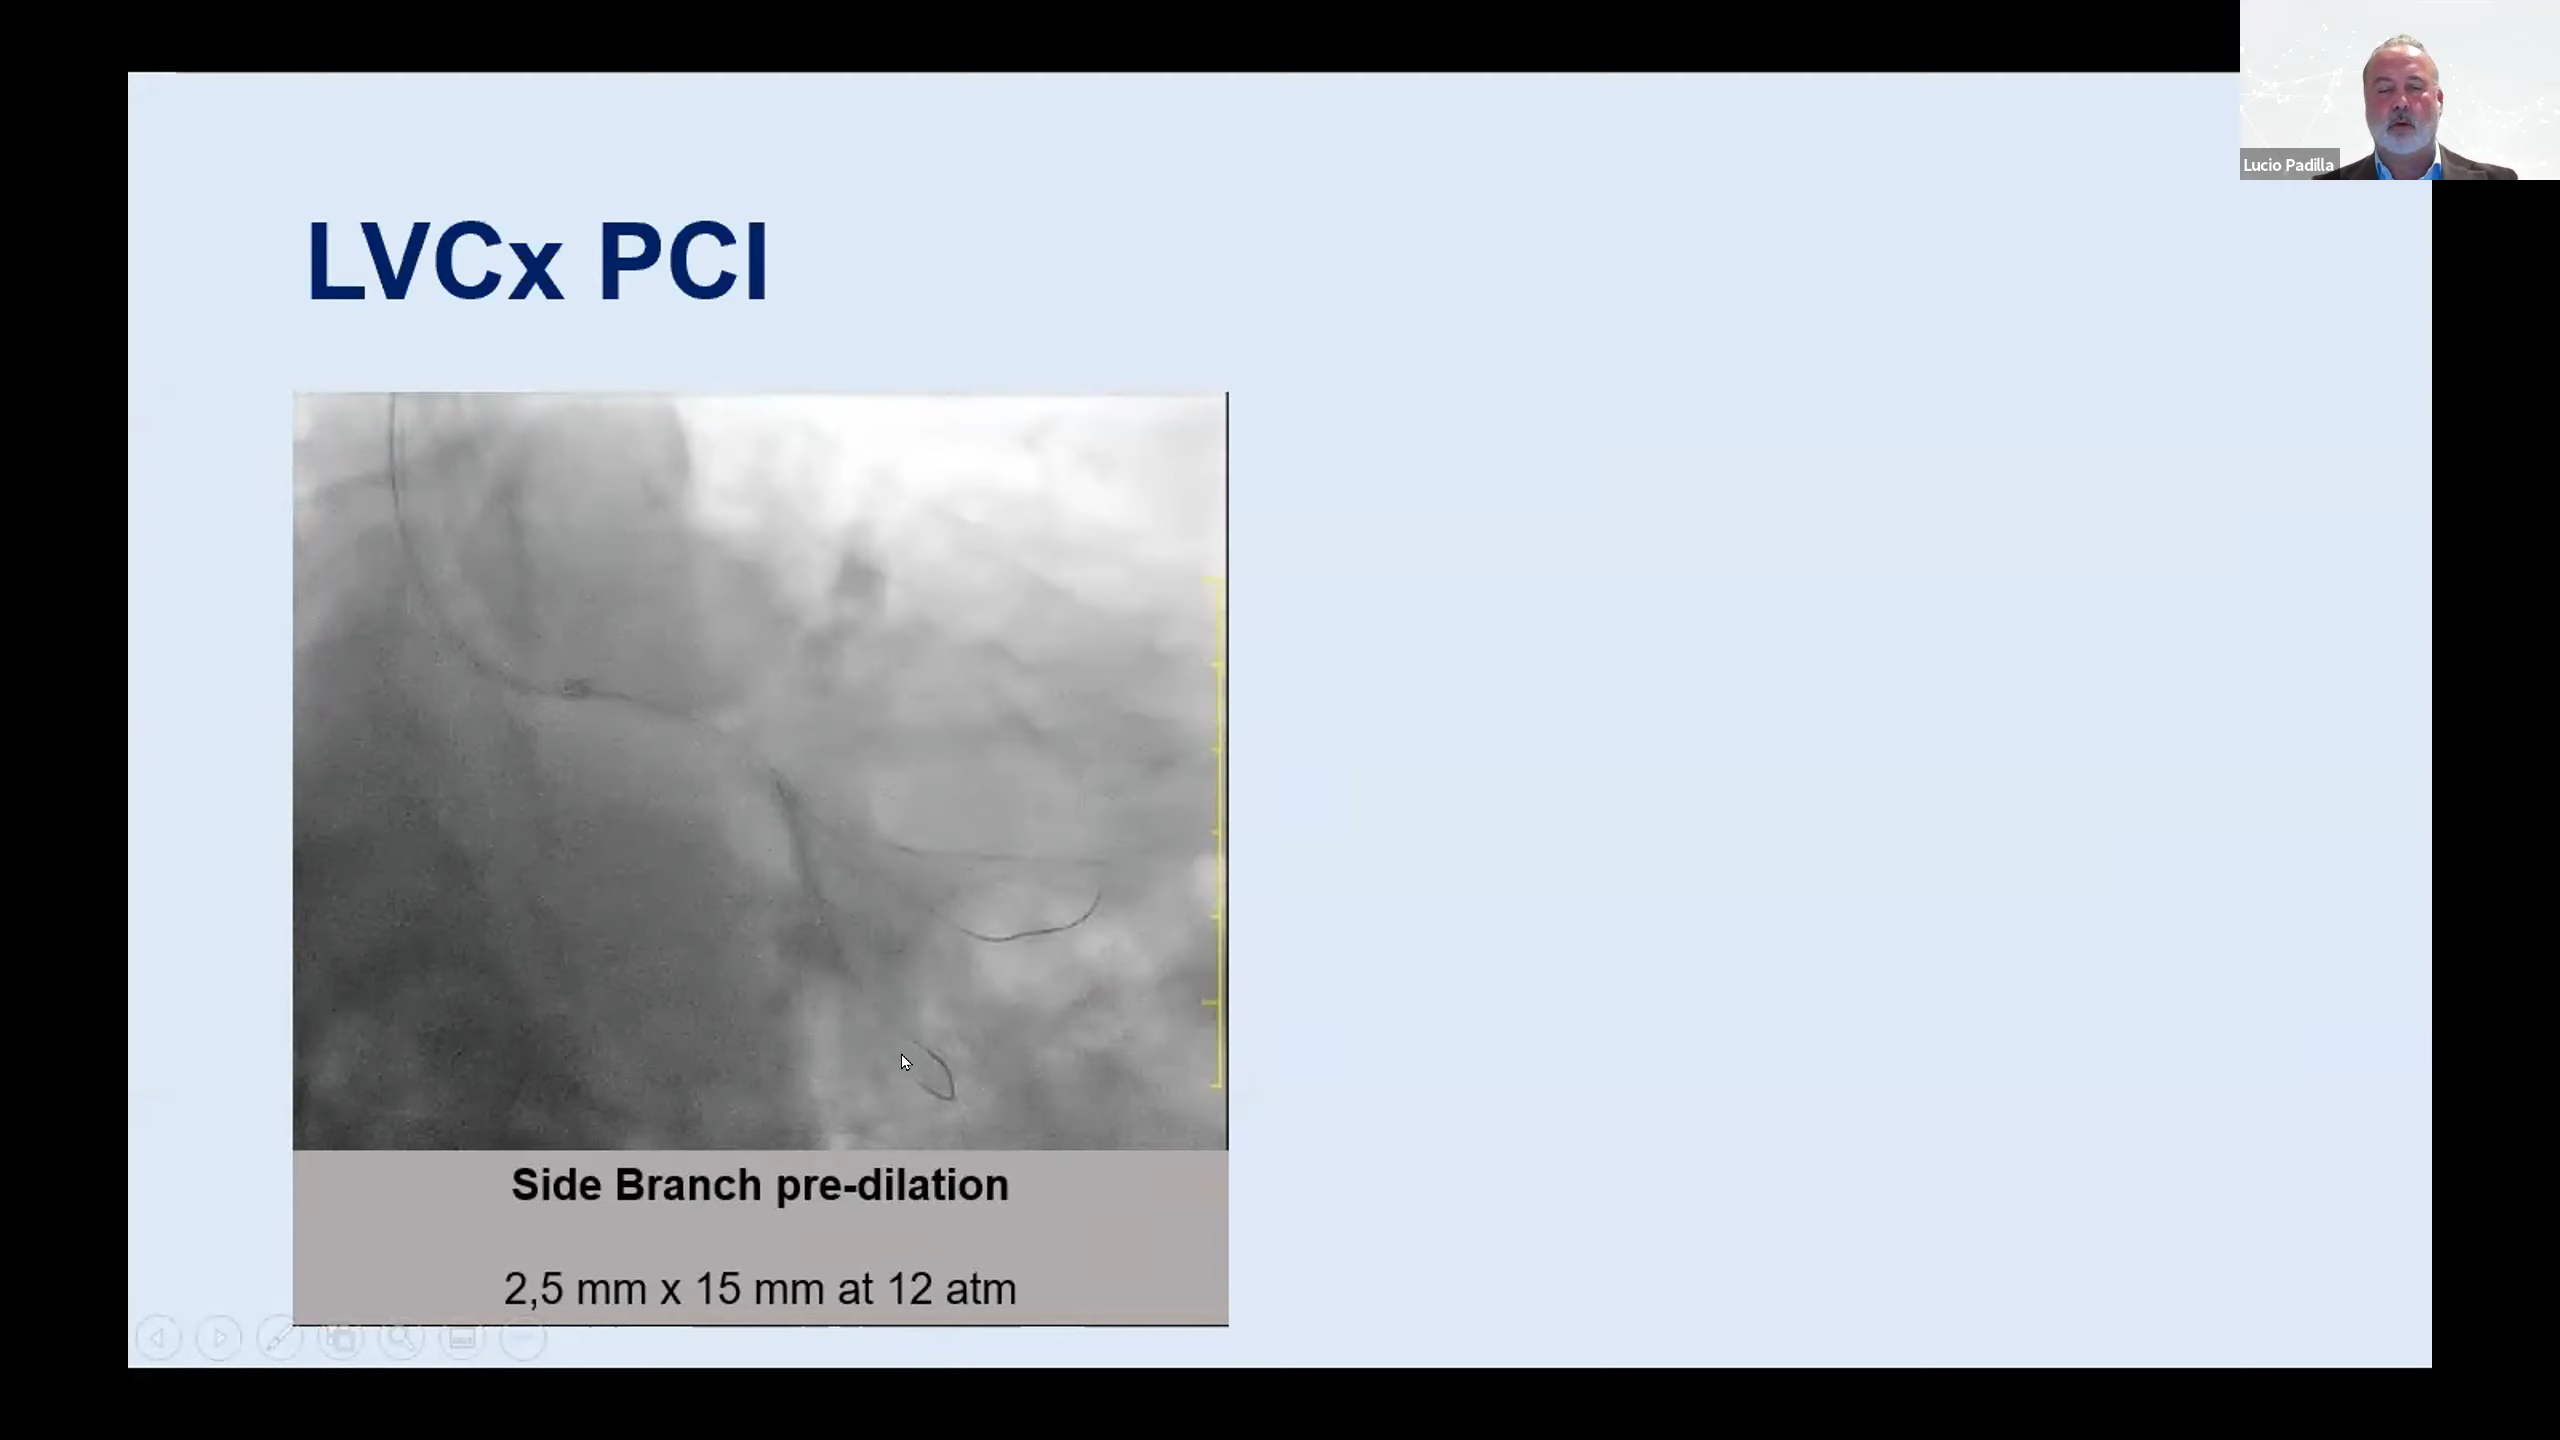 Lucio Padilla
LVCx PCI
Side Branch pre-dilation
2,5 mm x 15 mm at 12 atm